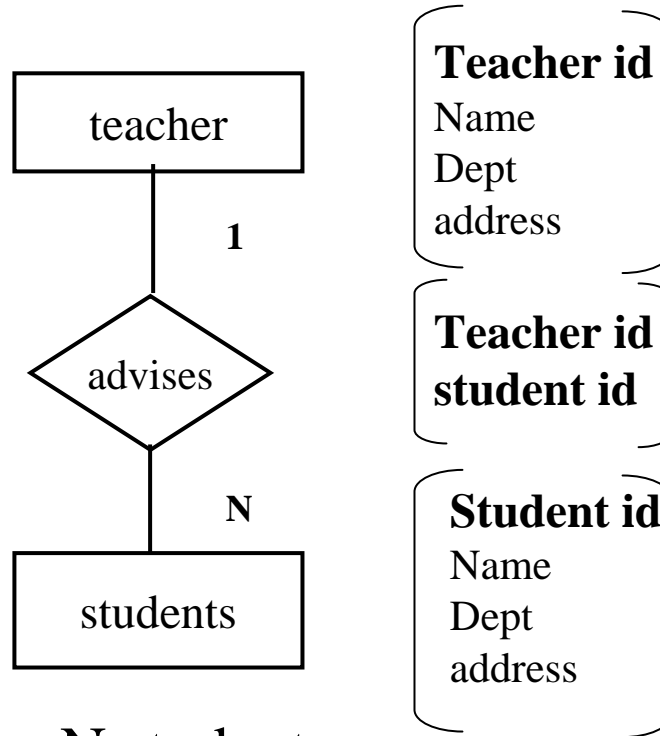 teacher
1
advises
N
students
Teacher id
Name
Dept
address
Teacher id
student id
Student id
Name
Dept
address